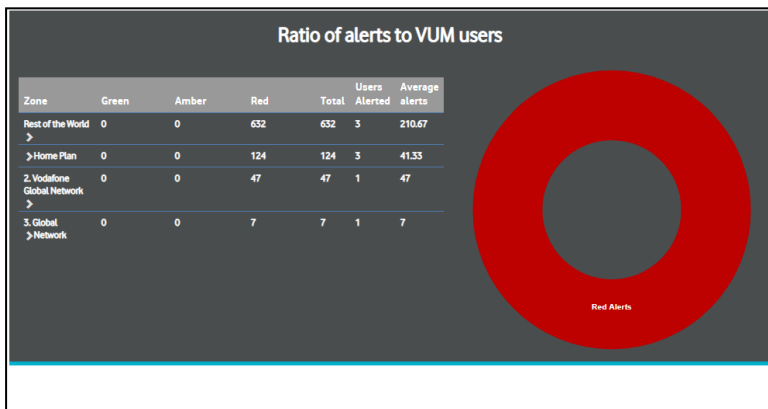 Ratio of alerts to VUM users
Users Average
Zone Green Amber Red Total Alerted alerts
Rest of the World 0 0 632 632 3 210.67
Home Plan 0 0 124 124 3 41.33
2. Vodafone 0 0 47 47 1 47
Global Network
3. Global 0 0 7 7 1 7
Network
Red Alerts